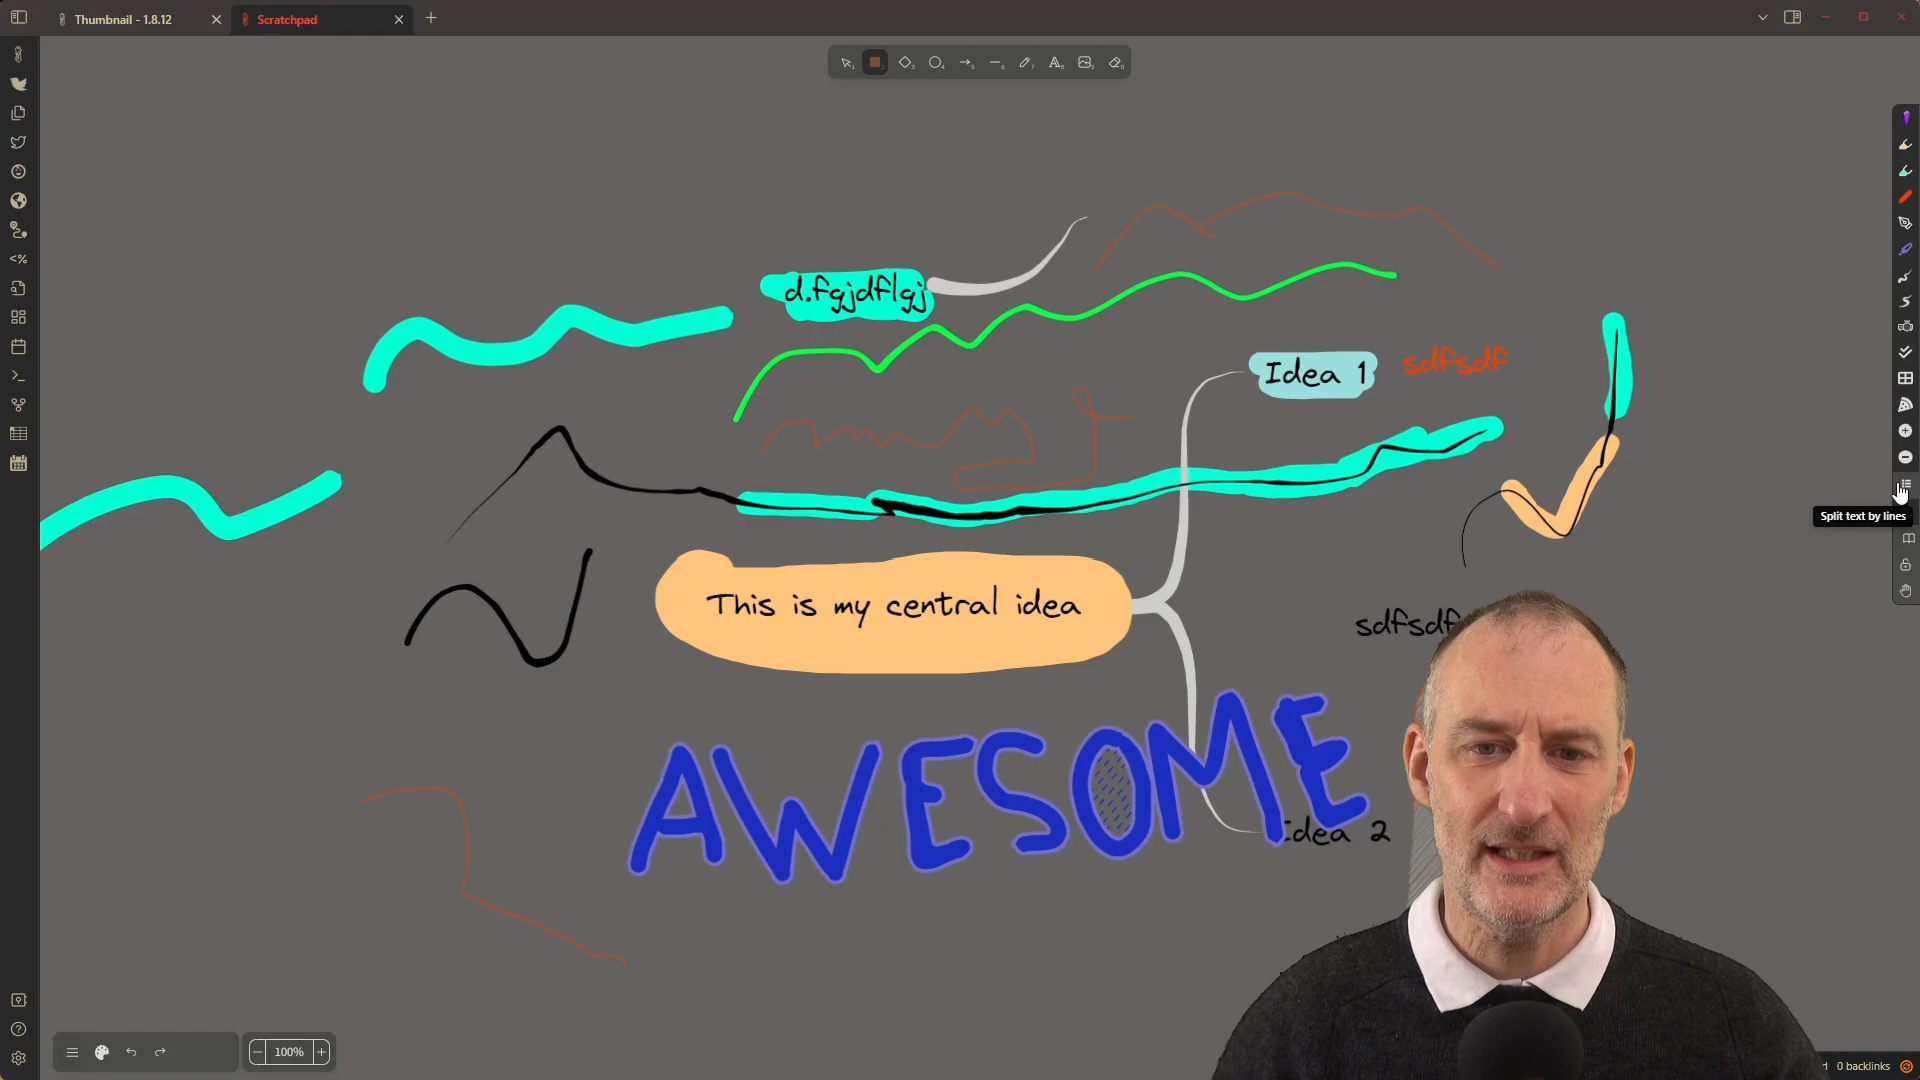 Thumbnail - 1.8.12
Scratchpad
d.fgjdflgj
Idea 1
sdfsdf
Split text by lines
This is my central idea
sdfsdf
AWESOME
Idea 2
100%
0 backlinks